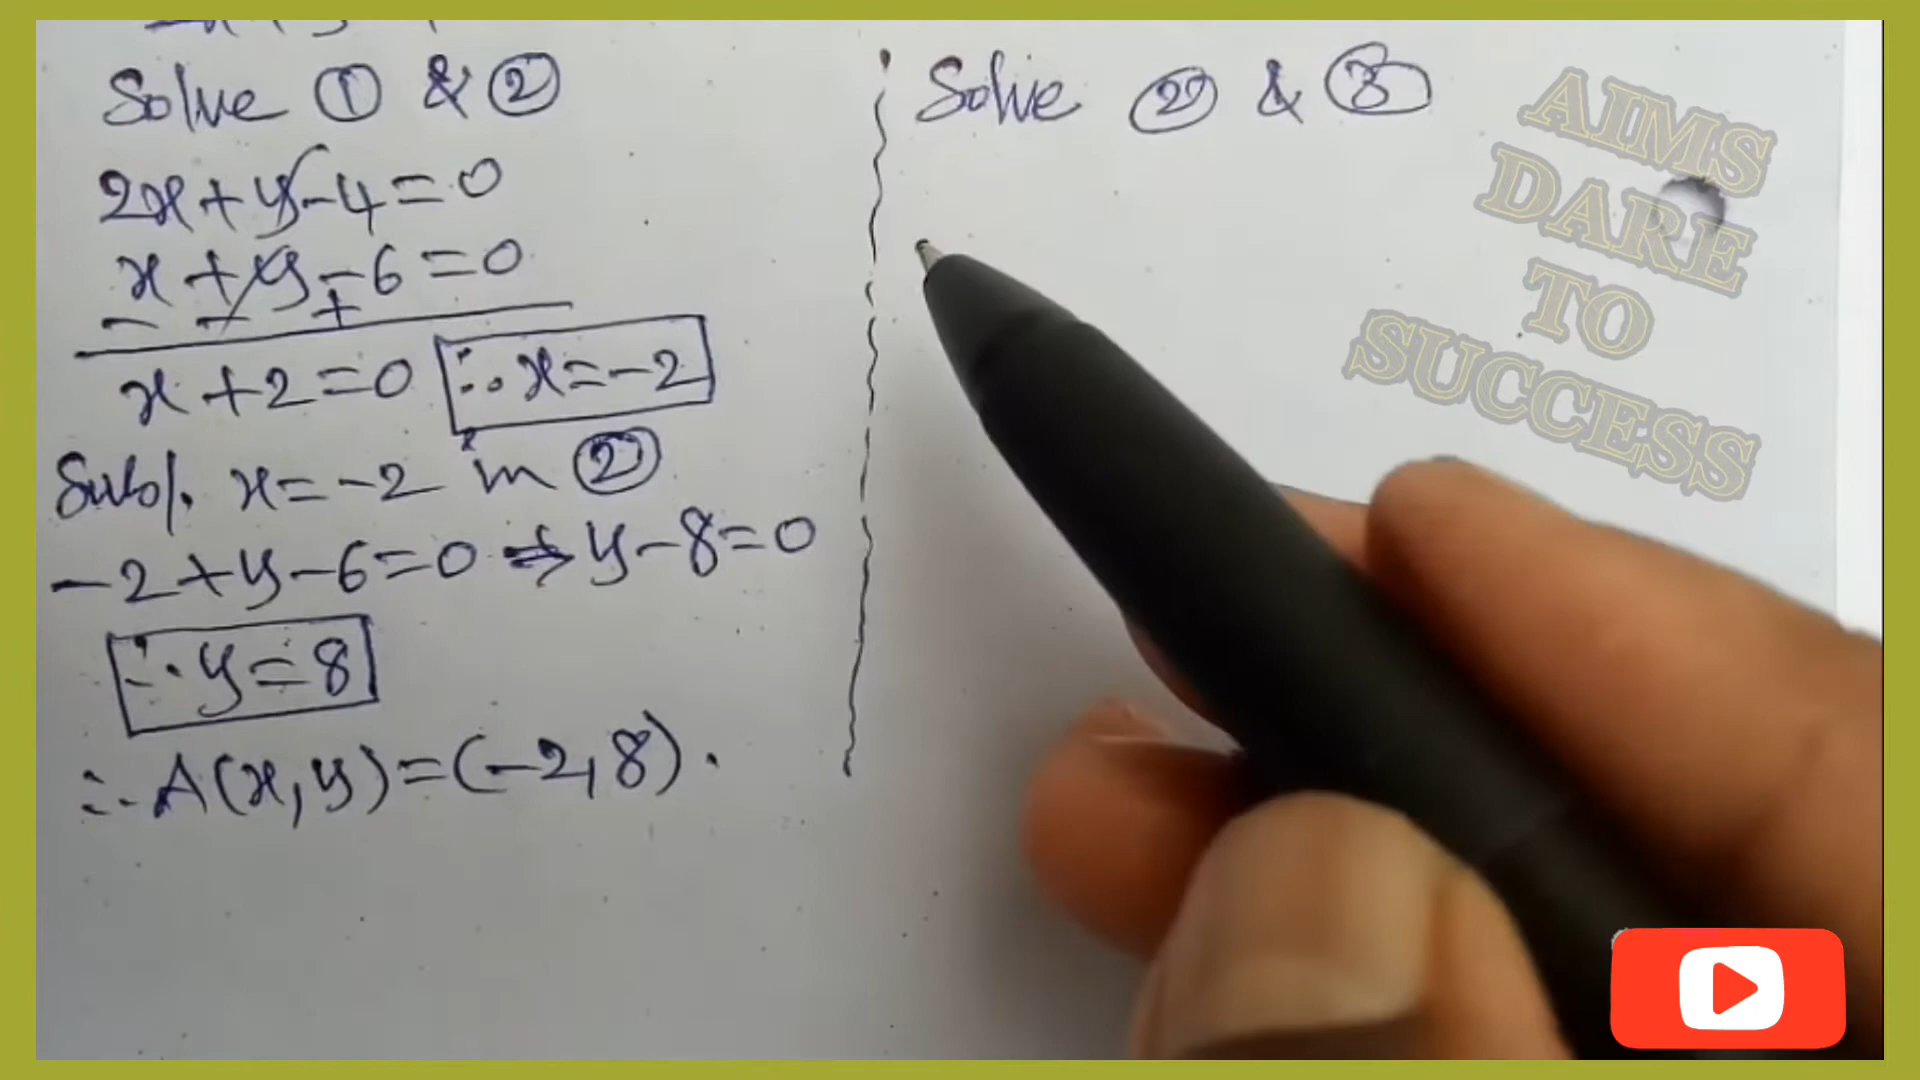 Solve ① & ②
2x+y-4=0
x+y-6=0
- - +
x+2=0 ∴x=-2
Sub/. x=-2 in ②
-2+y-6=0 ⇒ y-8=0
∴y=8
∴A(x,y)=(-2,8).
Solve ② & ③
AIMS
DARE
TO
SUCCESS